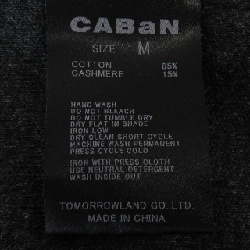 CABaN
SIZE M
COTTON 85%
CASHMERE 15%
HAND WASH
DO NOT BLEACH
DO NOT TUMBLE DRY
DRY FLAT IN SHADE
IRON LOW
DRY CLEAN SHORT CYCLE
MACHINE WASH PERMANENT
PRESS CYCLE COLD
IRON WITH PRESS CLOTH
USE NEUTRAL DETERGENT
WASH INSIDE OUT
TOMORROWLAND CO.,LTD.
MADE IN CHINA